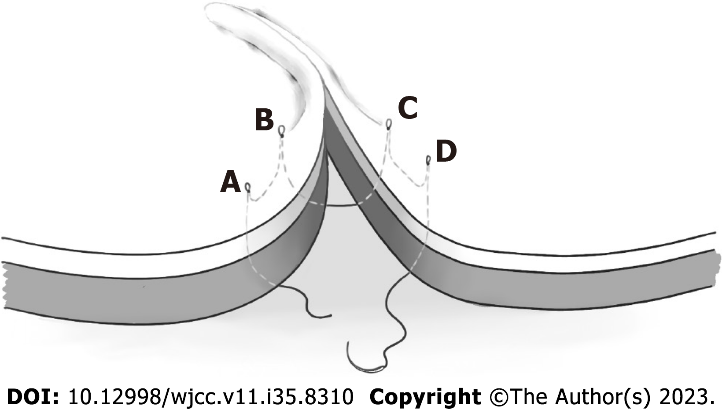 B
C
D
A
DOI: 10.12998/wjcc.v11.i35.8310 Copyright ©The Author(s) 2023.